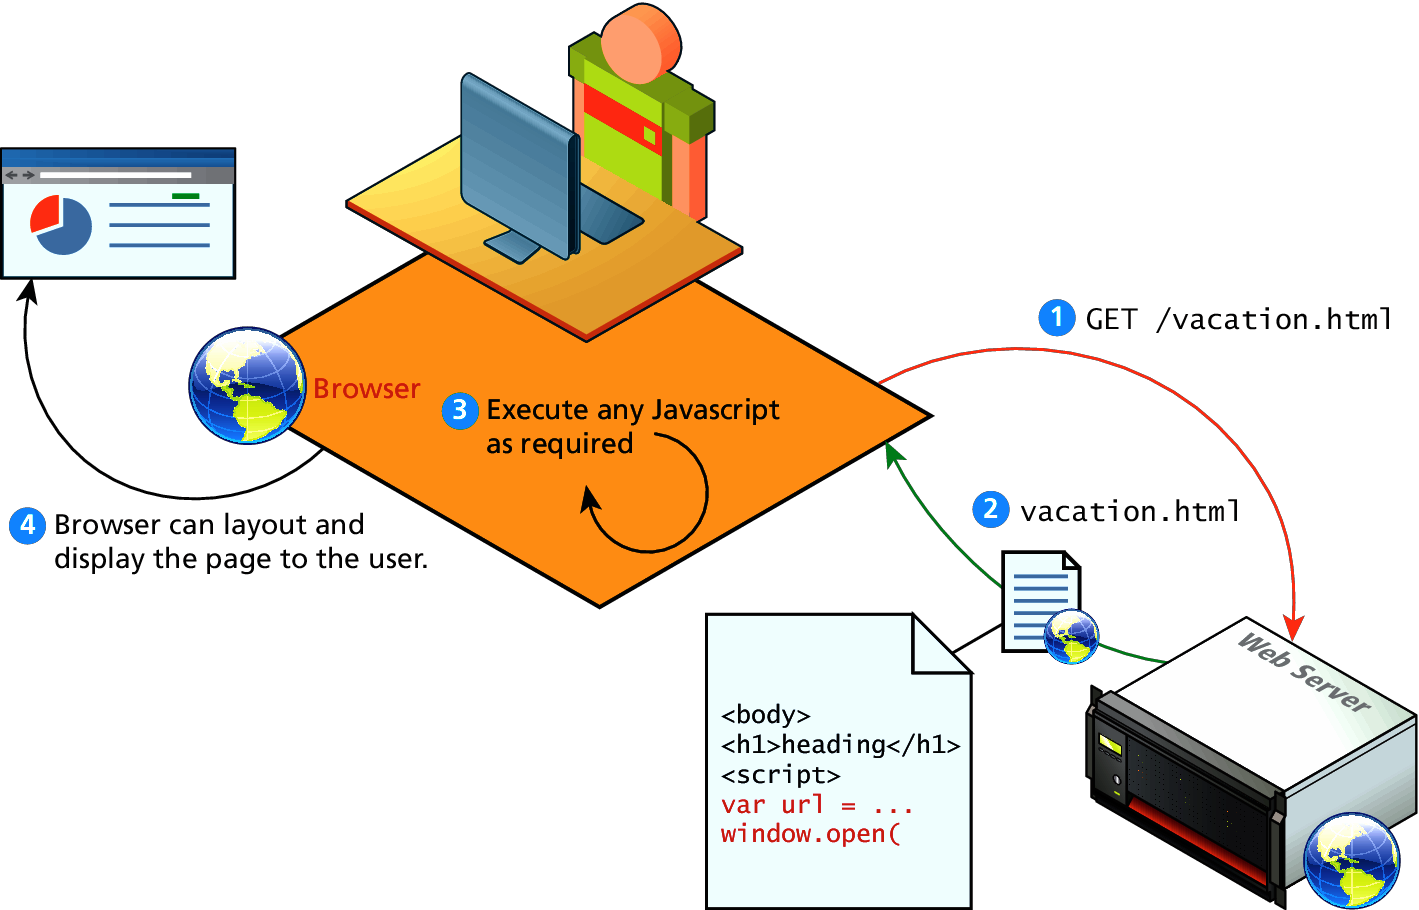 1 GET /vacation.html
Browser
3 Execute any Javascript
as required
2 vacation.html
4 Browser can layout and
display the page to the user.
Web Server
<body>
<h1>heading</h1>
<script>
var url = ...
window.open(